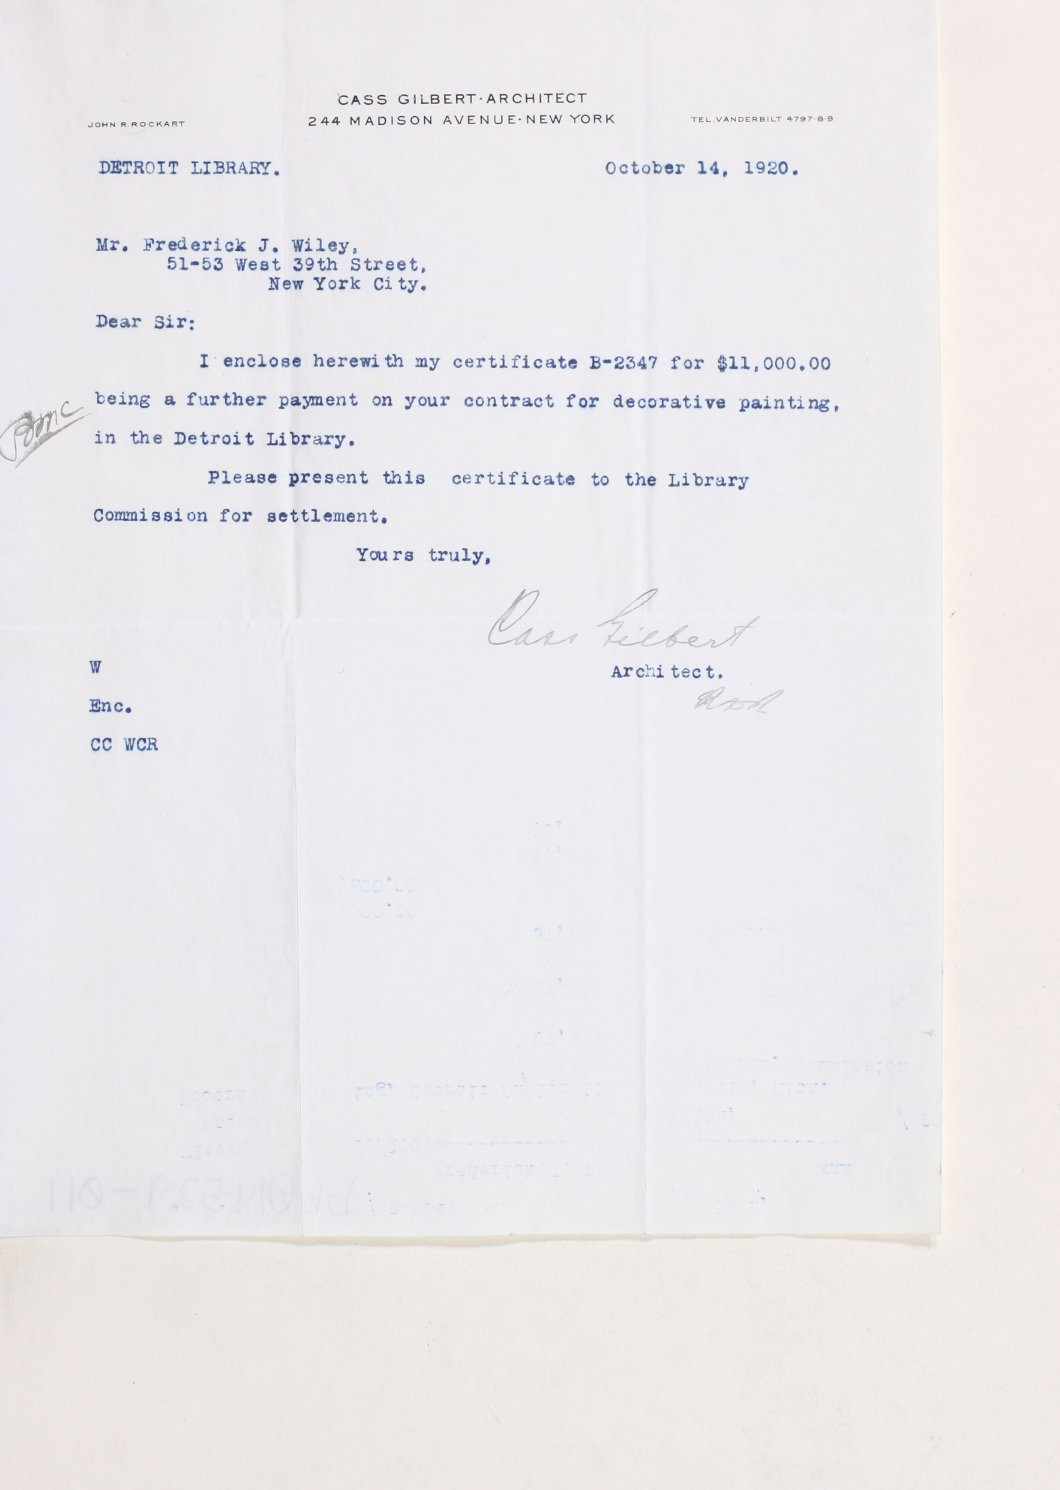 CASS GILBERT·ARCHITECT
244 MADISON AVENUE·NEW YORK
JOHN R. ROCKART
TEL. VANDERBILT 4797-8-9
DETROIT LIBRARY. October 14, 1920.
Mr. Frederick J. Wiley,
51-53 West 39th Street,
New York City.
Dear Sir:
I enclose herewith my certificate B-2347 for $11,000.00
being a further payment on your contract for decorative painting,
in the Detroit Library.
Please present this certificate to the Library
Commission for settlement.
Yours truly,
Cass Gilbert
W Architect.
Enc.
CC WCR